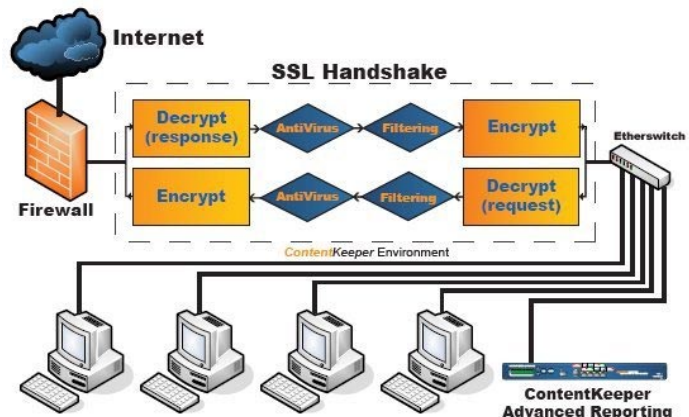 Internet
SSL Handshake
Decrypt
(response)
AntiVirus
Filtering
Encrypt
Etherswitch
Firewall
Encrypt
AntiVirus
Filtering
Decrypt
(request)
ContentKeeper Environment
ContentKeeper
Advanced Reporting